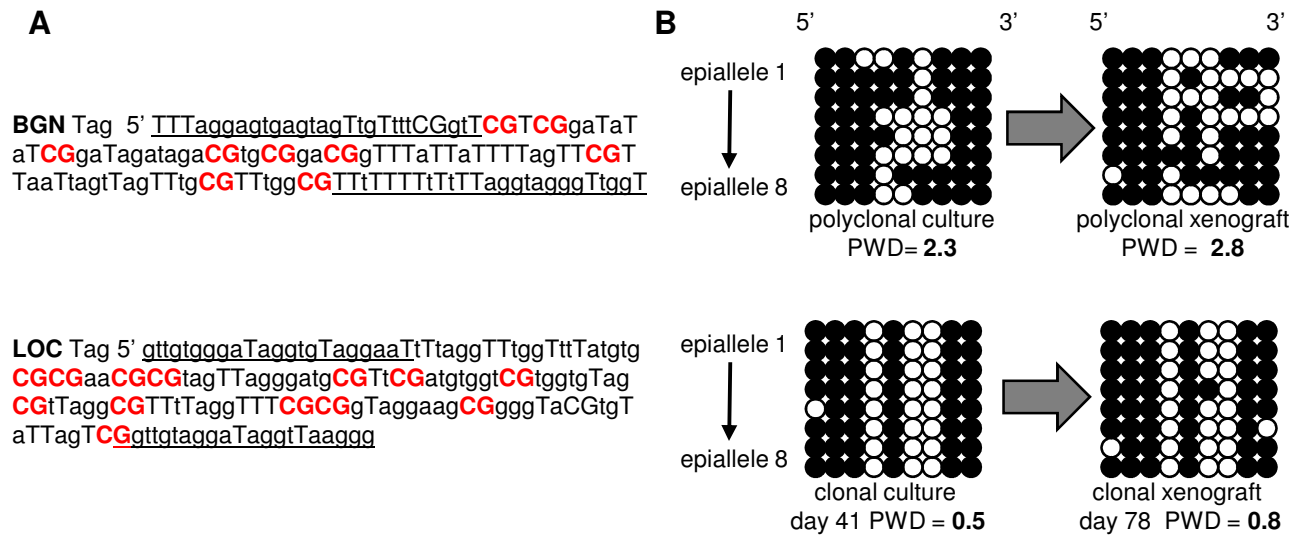 A
BGN Tag 5’ TTTaggagtgagtagTtgTtttCGgtTCGTCGgaTaT
aTCGgaTagatagaCGtgCGgaCGgTTTaTTaTTTTagTTCGT
TaaTtagtTagTTtgCGTTtggCGTTtTTTTtTtTTaggtagggTtggT
LOC Tag 5’ gttgtgggaTaggtgTaggaaTtTtaggTTtggTttTatgtg
CGCGaaCGCGtagTTagggatgCGTtCGatgtggtCGtggtgTag
CGtTaggCGTTtTaggTTTCGCGgTaggaagCGgggTaCGtgT
aTTagTCGgttgtaggaTaggtTaaggg
B
5’ 3’ 5’ 3’
epiallele 1
epiallele 8
polyclonal culture
PWD= 2.3
polyclonal xenograft
PWD = 2.8
epiallele 1
epiallele 8
clonal culture
day 41 PWD = 0.5
clonal xenograft
day 78 PWD = 0.8